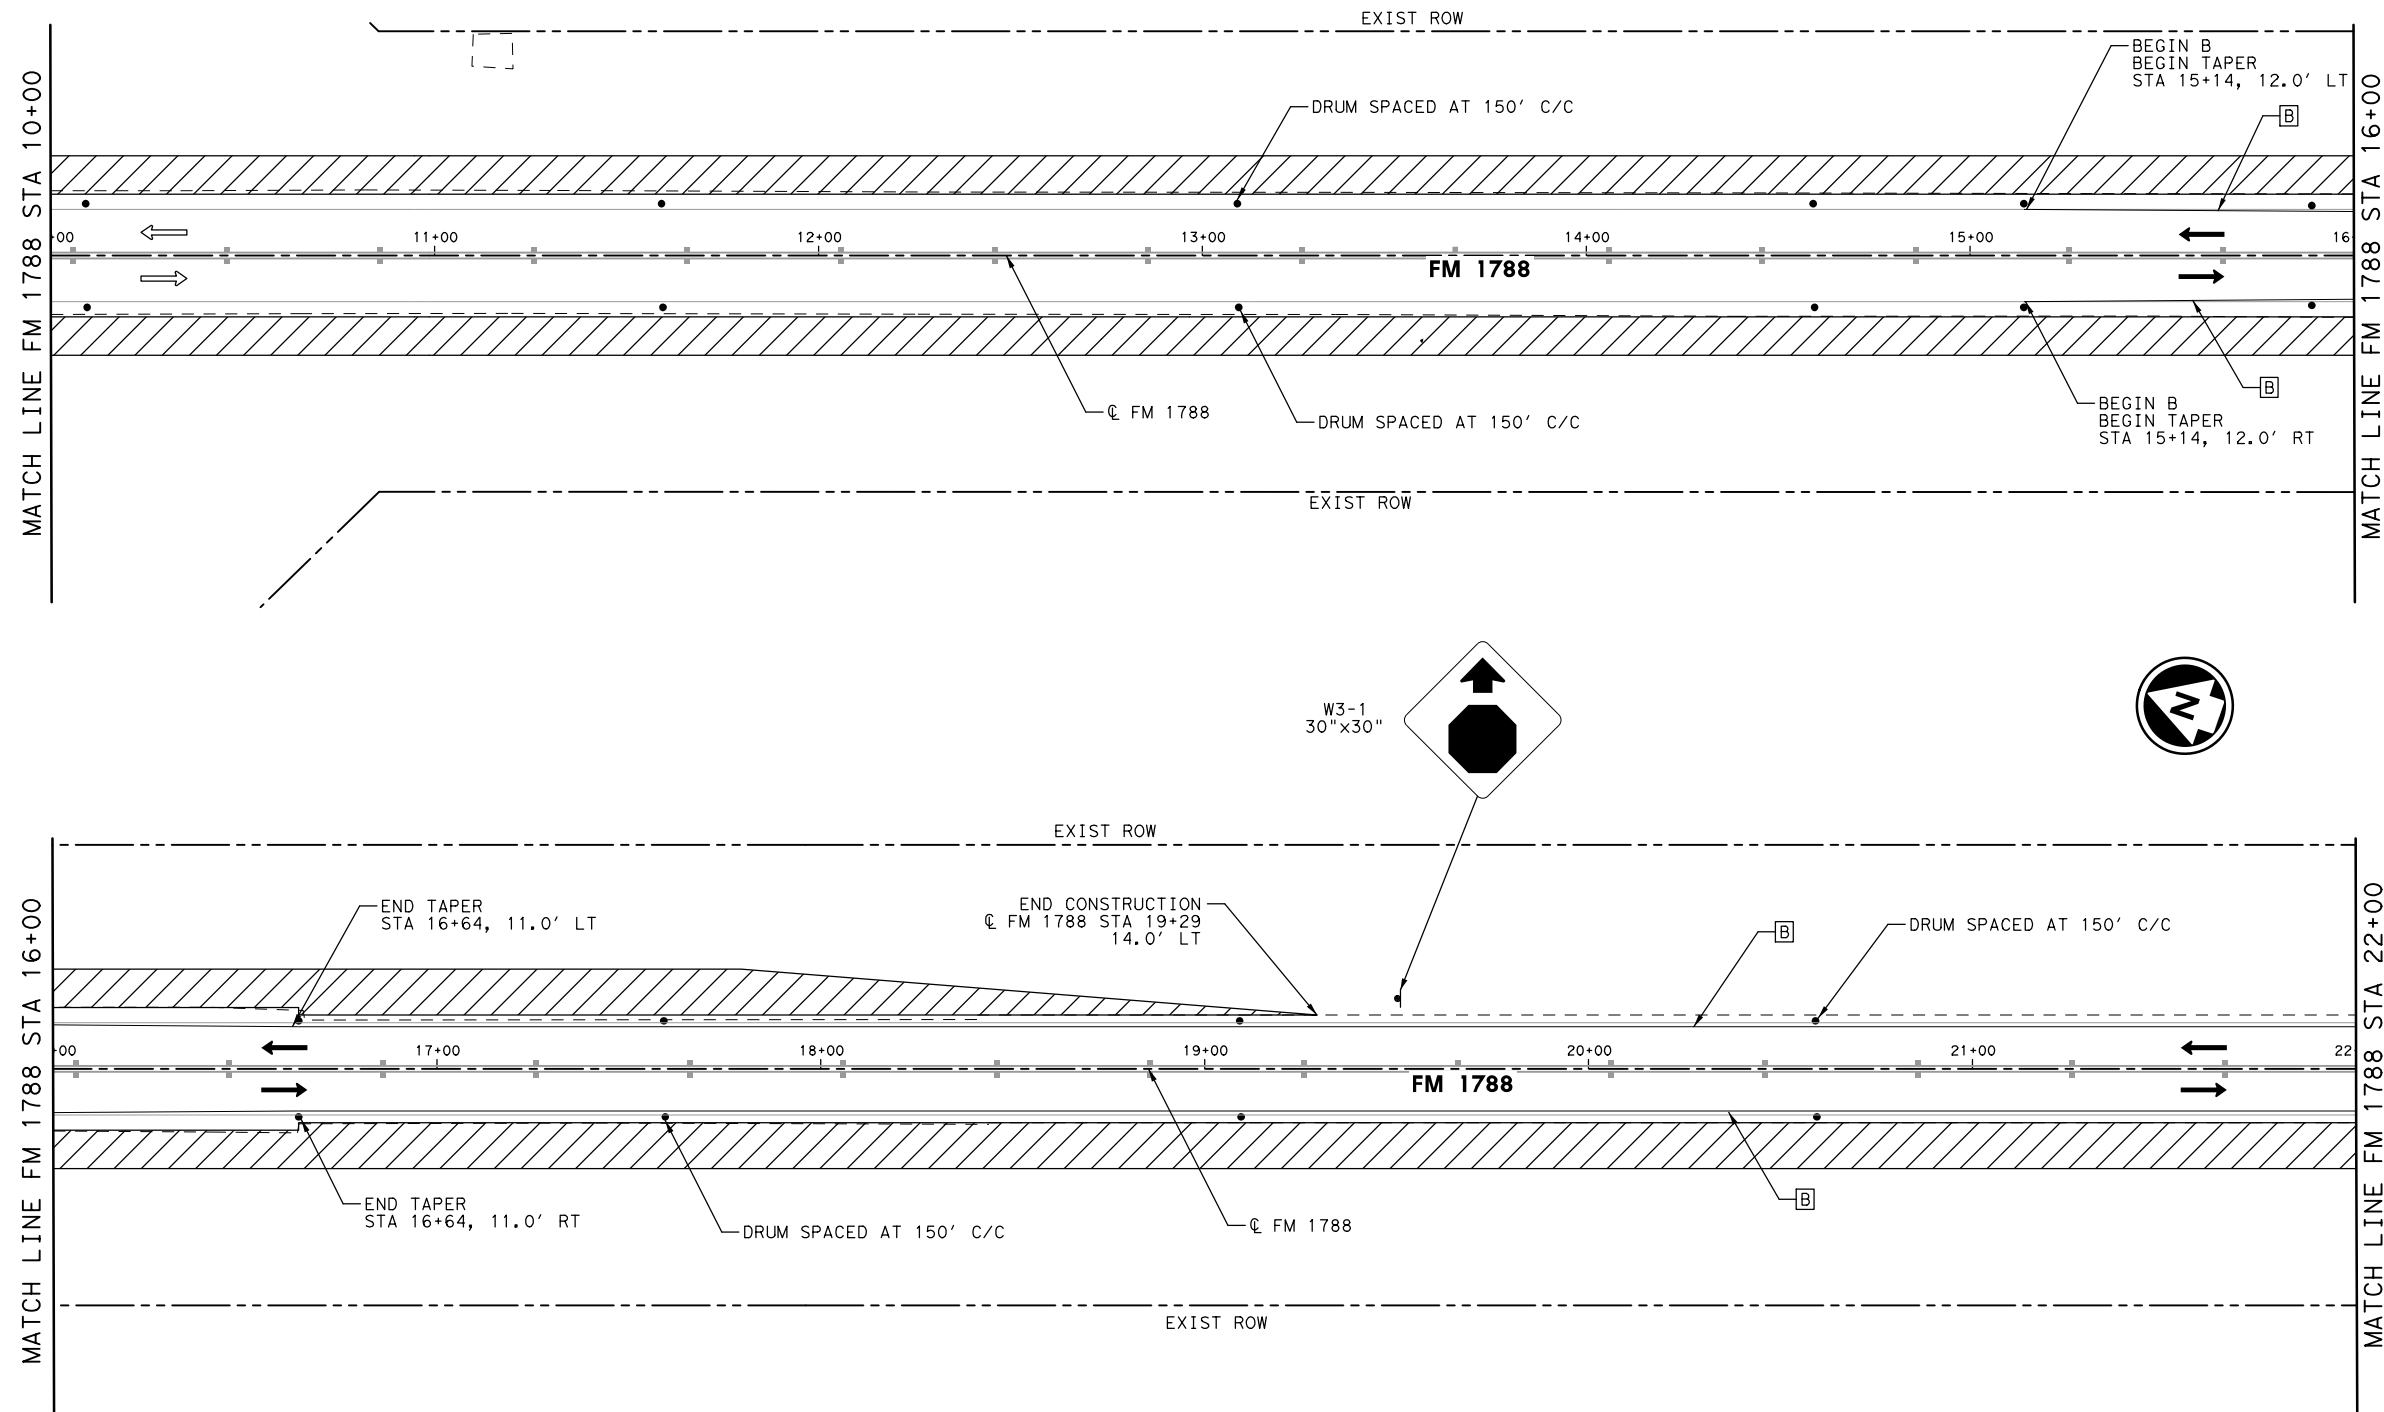 EXIST ROW
BEGIN B
BEGIN TAPER
STA 15+14, 12.0' LT
B
DRUM SPACED AT 150' C/C
MATCH LINE FM 1788 STA 10+00
MATCH LINE FM 1788 STA 16+00
00
11+00
12+00
13+00
14+00
15+00
16
FM 1788
B
BEGIN B
BEGIN TAPER
STA 15+14, 12.0' RT
℄ FM 1788
DRUM SPACED AT 150' C/C
EXIST ROW
W3-1
30"x30"
N
EXIST ROW
END TAPER
STA 16+64, 11.0' LT
END CONSTRUCTION
℄ FM 1788 STA 19+29
14.0' LT
B
DRUM SPACED AT 150' C/C
MATCH LINE FM 1788 STA 16+00
MATCH LINE FM 1788 STA 22+00
+00
17+00
18+00
19+00
20+00
21+00
22
FM 1788
END TAPER
STA 16+64, 11.0' RT
DRUM SPACED AT 150' C/C
℄ FM 1788
B
EXIST ROW